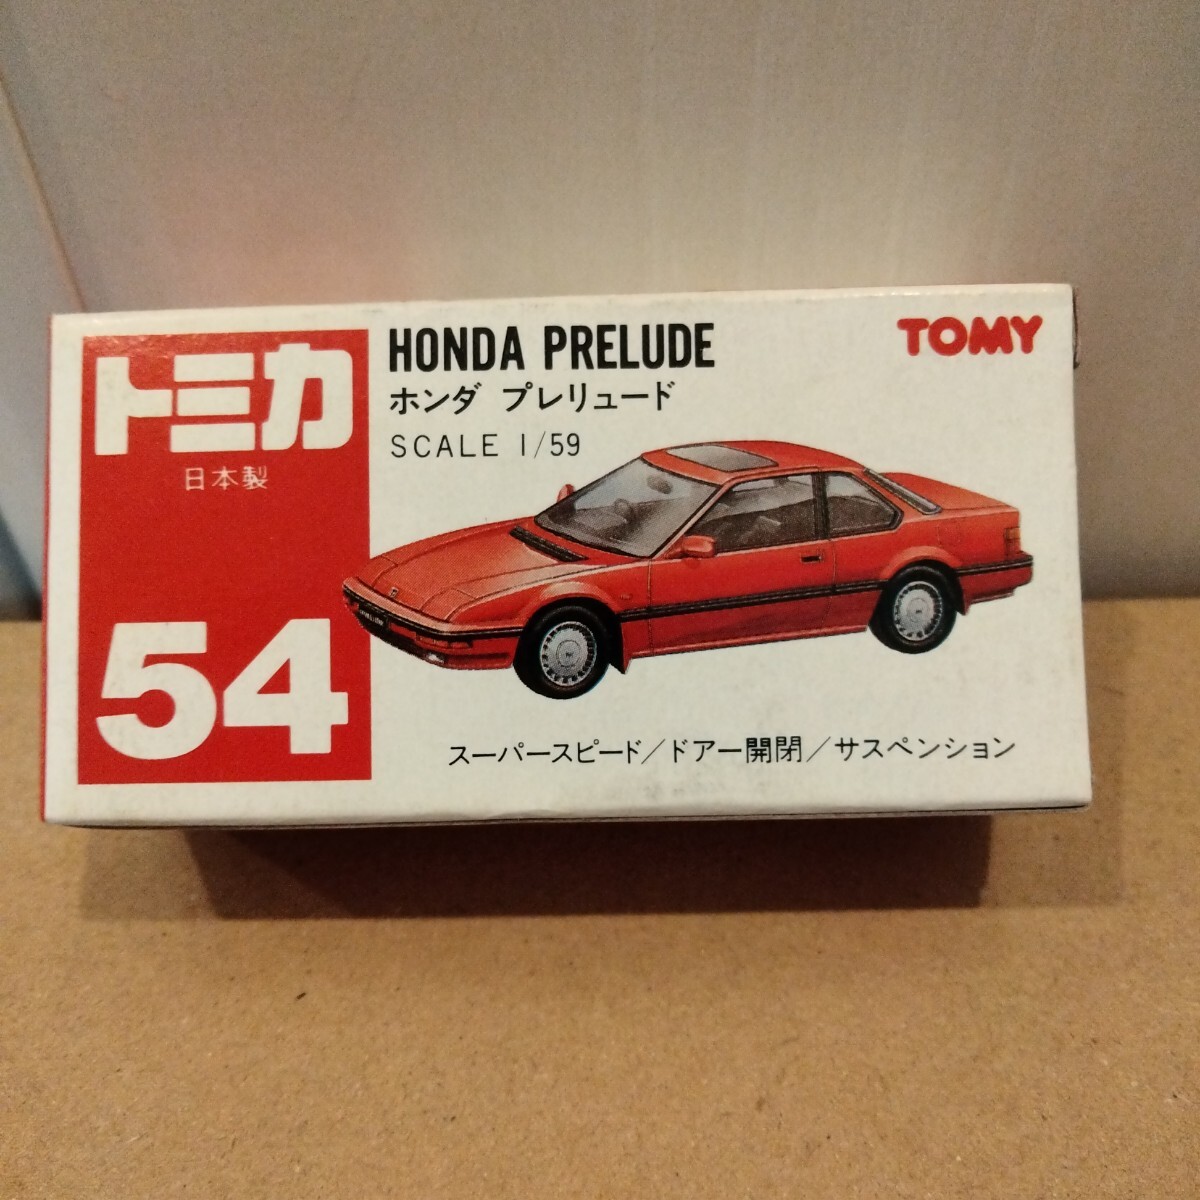 トミカ
日本製
54
HONDA PRELUDE
ホンダ プレリュード
SCALE 1/59
TOMY
スーパースピード/ドアー開閉/サスペンション